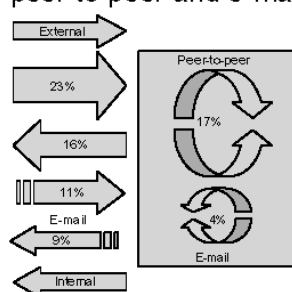 peer-to-peer and e-ma
External
Peer-to-peer
23%
17%
16%
11%
E-mail
4%
9%
E-mail
Internal